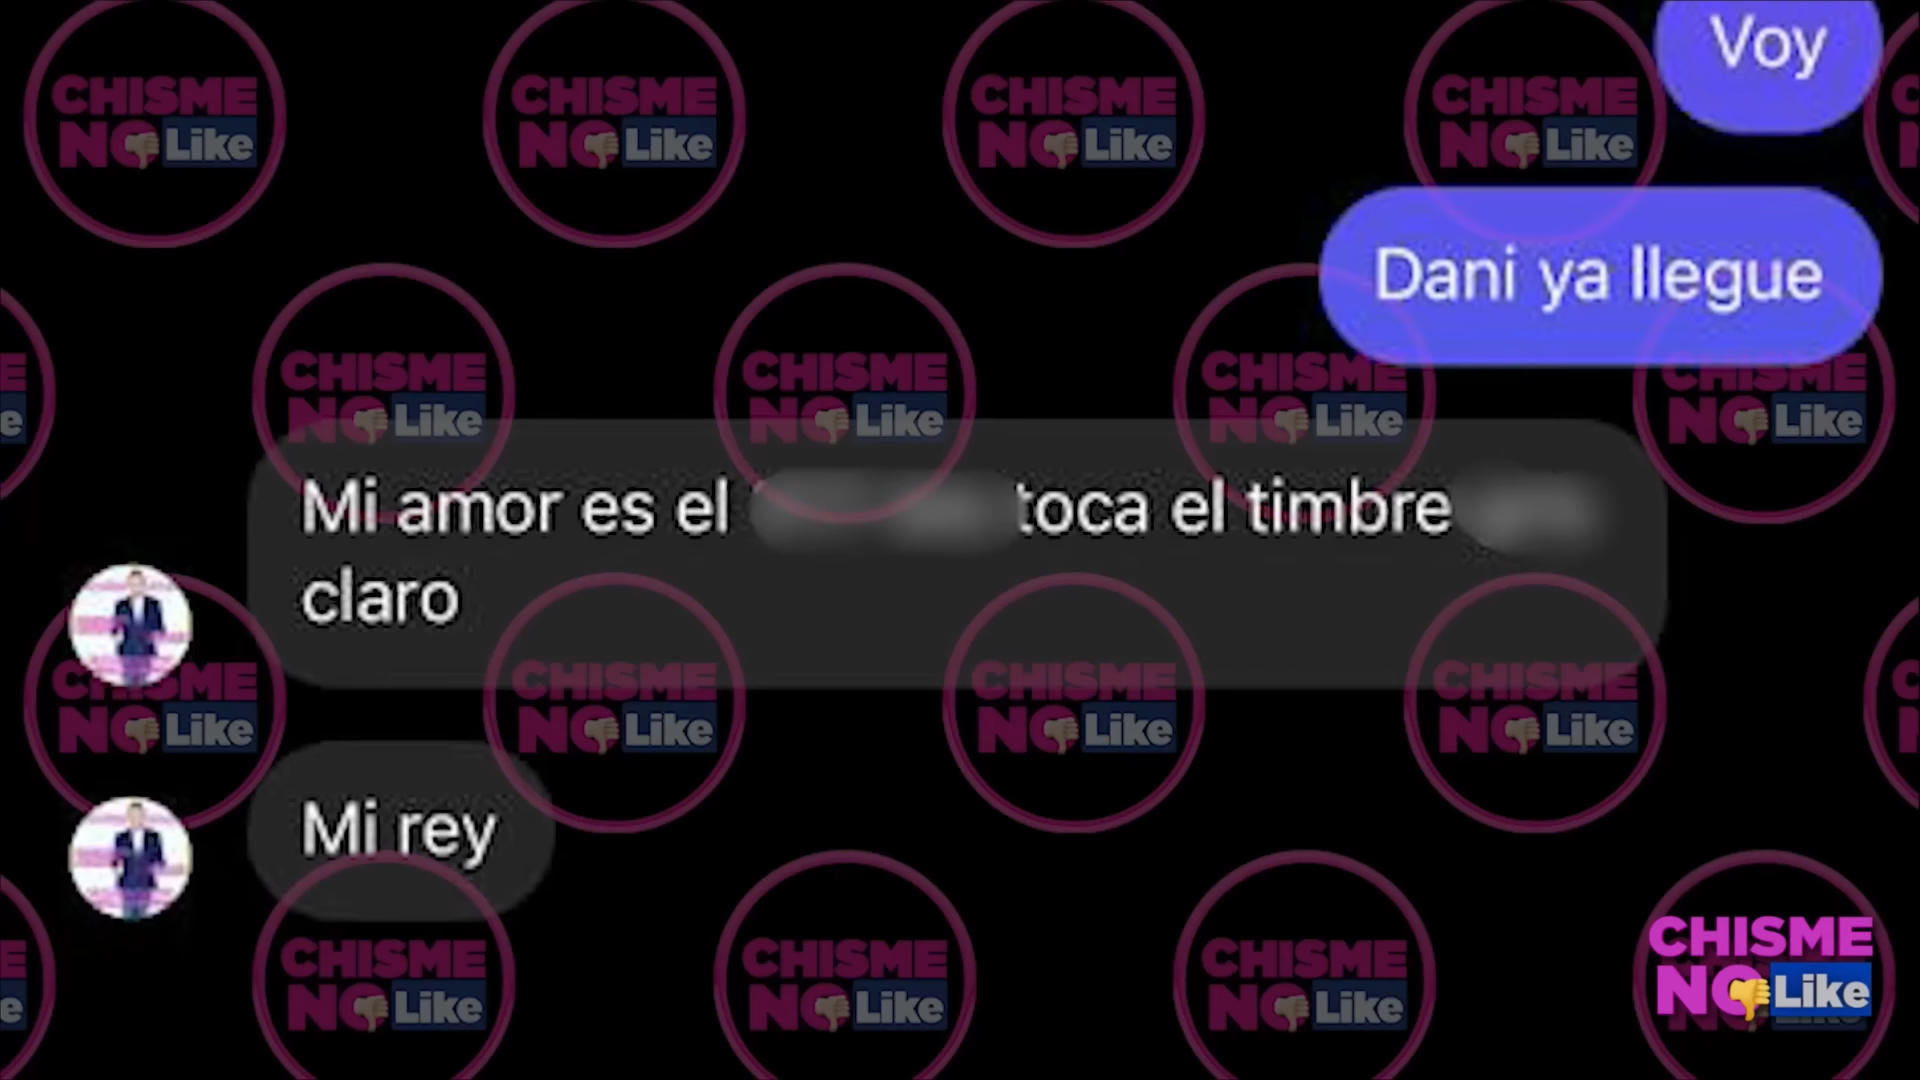 Voy
Dani ya llegue
Mi amor es el toca el timbre
claro
Mi rey
CHISME
NO Like